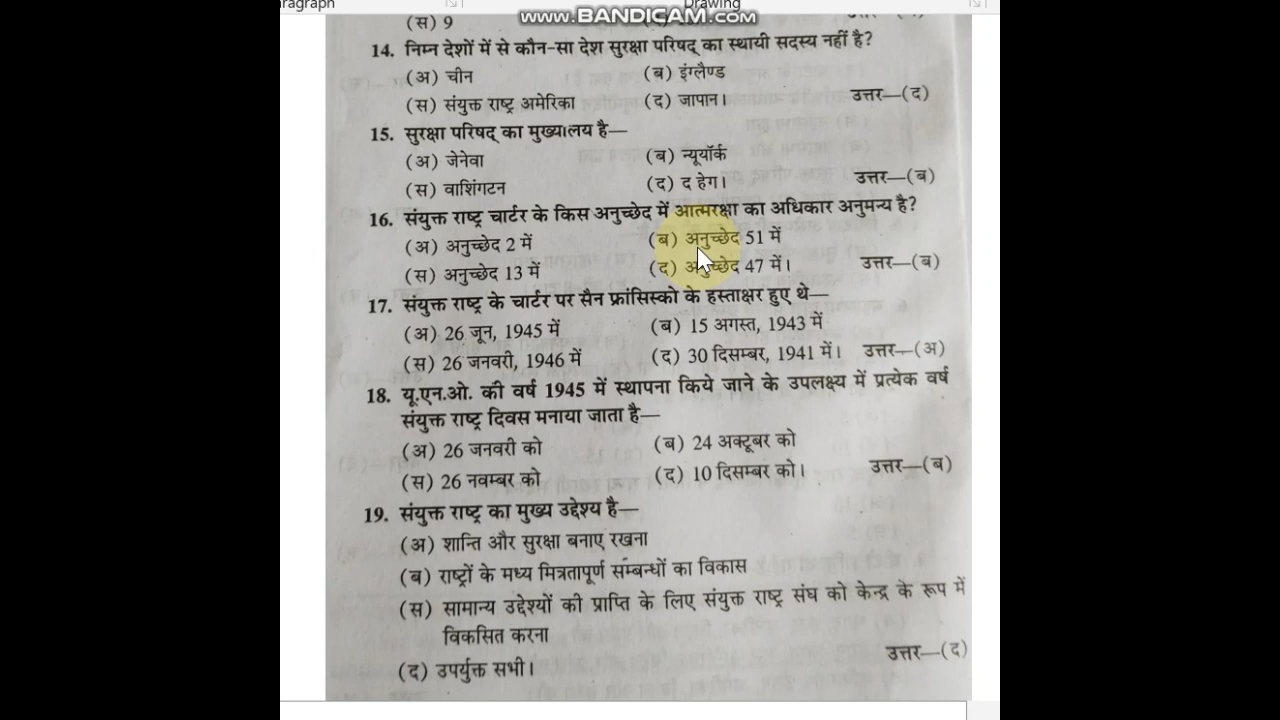 aragraph
Drawing
www.BANDICAM.com
(स) 9
14. निम्न देशों में से कौन-सा देश सुरक्षा परिषद् का स्थायी सदस्य नहीं है?
(अ) चीन (ब) इंग्लैण्ड
(स) संयुक्त राष्ट्र अमेरिका (द) जापान। उत्तर—(द)
15. सुरक्षा परिषद् का मुख्यालय है—
(अ) जेनेवा (ब) न्यूयॉर्क
(स) वाशिंगटन (द) द हेग। उत्तर—(ब)
16. संयुक्त राष्ट्र चार्टर के किस अनुच्छेद में आत्मरक्षा का अधिकार अनुमन्य है?
(अ) अनुच्छेद 2 में (ब) अनुच्छेद 51 में
(स) अनुच्छेद 13 में (द) अनुच्छेद 47 में। उत्तर—(ब)
17. संयुक्त राष्ट्र के चार्टर पर सैन फ्रांसिस्को के हस्ताक्षर हुए थे—
(अ) 26 जून, 1945 में (ब) 15 अगस्त, 1943 में
(स) 26 जनवरी, 1946 में (द) 30 दिसम्बर, 1941 में। उत्तर—(अ)
18. यू.एन.ओ. की वर्ष 1945 में स्थापना किये जाने के उपलक्ष्य में प्रत्येक वर्ष
संयुक्त राष्ट्र दिवस मनाया जाता है—
(अ) 26 जनवरी को (ब) 24 अक्टूबर को
(स) 26 नवम्बर को (द) 10 दिसम्बर को। उत्तर—(ब)
19. संयुक्त राष्ट्र का मुख्य उद्देश्य है—
(अ) शान्ति और सुरक्षा बनाए रखना
(ब) राष्ट्रों के मध्य मित्रतापूर्ण सम्बन्धों का विकास
(स) सामान्य उद्देश्यों की प्राप्ति के लिए संयुक्त राष्ट्र संघ को केन्द्र के रूप में
विकसित करना
(द) उपर्युक्त सभी। उत्तर—(द)